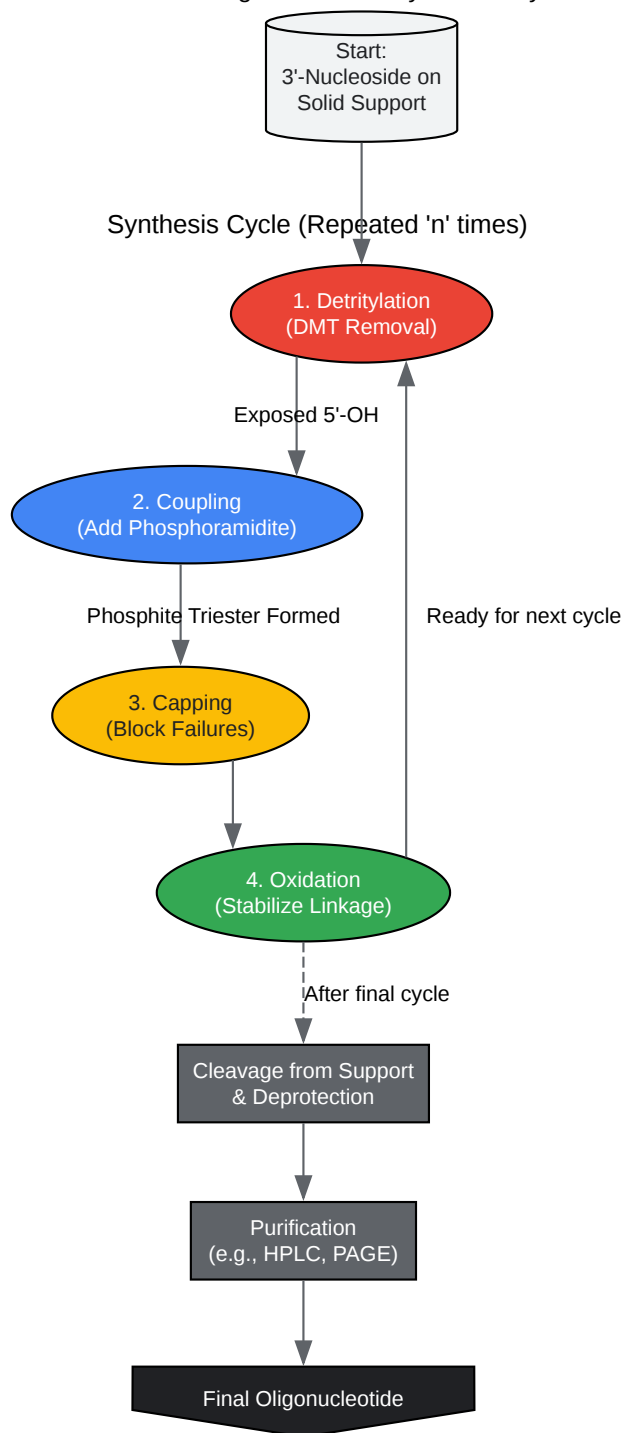 Start:
3'-Nucleoside on
Solid Support
Synthesis Cycle (Repeated 'n' times)
1. Detritylation
(DMT Removal)
Exposed 5'-OH
2. Coupling
(Add Phosphoramidite)
Phosphite Triester Formed
Ready for next cycle
3. Capping
(Block Failures)
4. Oxidation
(Stabilize Linkage)
After final cycle
Cleavage from Support
& Deprotection
Purification
(e.g., HPLC, PAGE)
Final Oligonucleotide